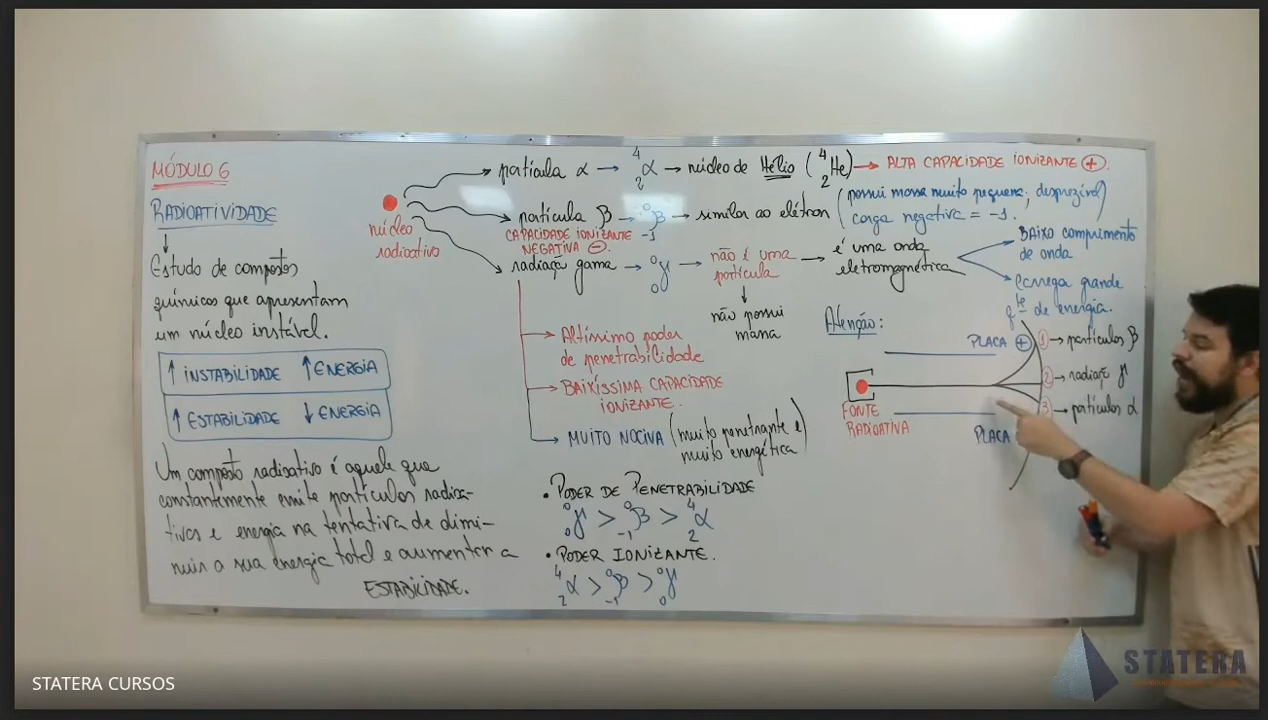 MÓDULO 6
RADIOATIVIDADE
Estudo de compostos
químicos que apresentam
um núcleo instável.
↑ INSTABILIDADE ↑ ENERGIA
↑ ESTABILIDADE ↓ ENERGIA
Um composto radioativo é aquele que
constantemente emite partículas radioa-
tivas e energia na tentativa de dimi-
nuir a sua energia total e aumentar a
ESTABILIDADE.
núcleo
radioativo
partícula α → ⁴₂α → núcleo de Hélio (⁴₂He) → ALTA CAPACIDADE IONIZANTE +.
partícula β → ⁰₋₁β → similar ao elétron (possui massa muito pequena, desprezível)
carga negativa = -1.
CAPACIDADE IONIZANTE
NEGATIVA -.
radiação gama → ⁰₀γ → não é uma
partícula → é uma onda
eletromagnética
não possui
massa
BAIXO comprimento
de onda
carrega grande
qte de energia.
→ ALTÍSSIMO poder
de penetrabilidade
→ BAIXÍSSIMA CAPACIDADE
IONIZANTE.
→ MUITO NOCIVA (muito penetrante e
muito energética)
• PODER DE PENETRABILIDADE
⁰₀γ > ⁰₋₁β > ⁴₂α
• PODER IONIZANTE.
⁴₂α > ⁰₋₁β > ⁰₀γ
Atenção:
PLACA +
1 → partículas β
2 → radiação γ
3 → partículas α
FONTE
RADIOATIVA
PLACA
STATERA CURSOS
STATERA